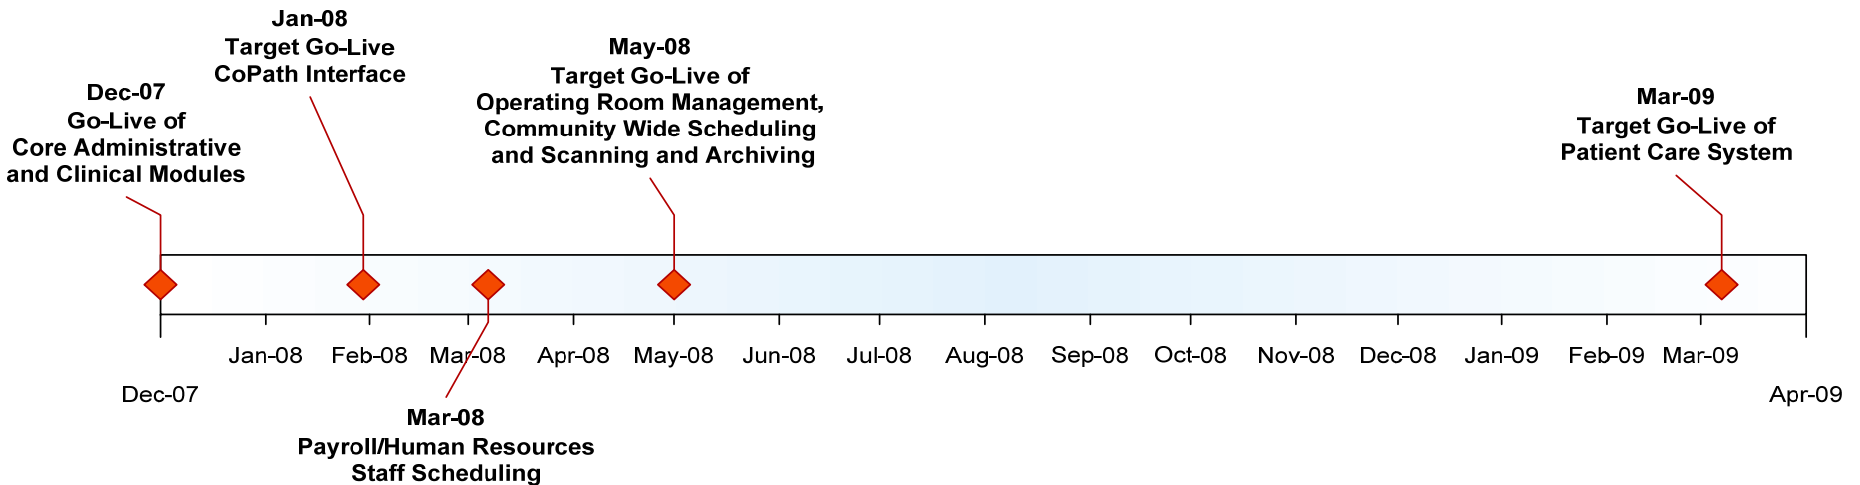 Jan-08
Target Go-Live
CoPath Interface
May-08
Target Go-Live of
Operating Room Management,
Community Wide Scheduling
and Scanning and Archiving
Dec-07
Go-Live of
Core Administrative
and Clinical Modules
Mar-09
Target Go-Live of
Patient Care System
Jan-08 Feb-08 Mar-08 Apr-08 May-08 Jun-08 Jul-08 Aug-08 Sep-08 Oct-08 Nov-08 Dec-08 Jan-09 Feb-09 Mar-09
Dec-07 Apr-09
Mar-08
Payroll/Human Resources
Staff Scheduling